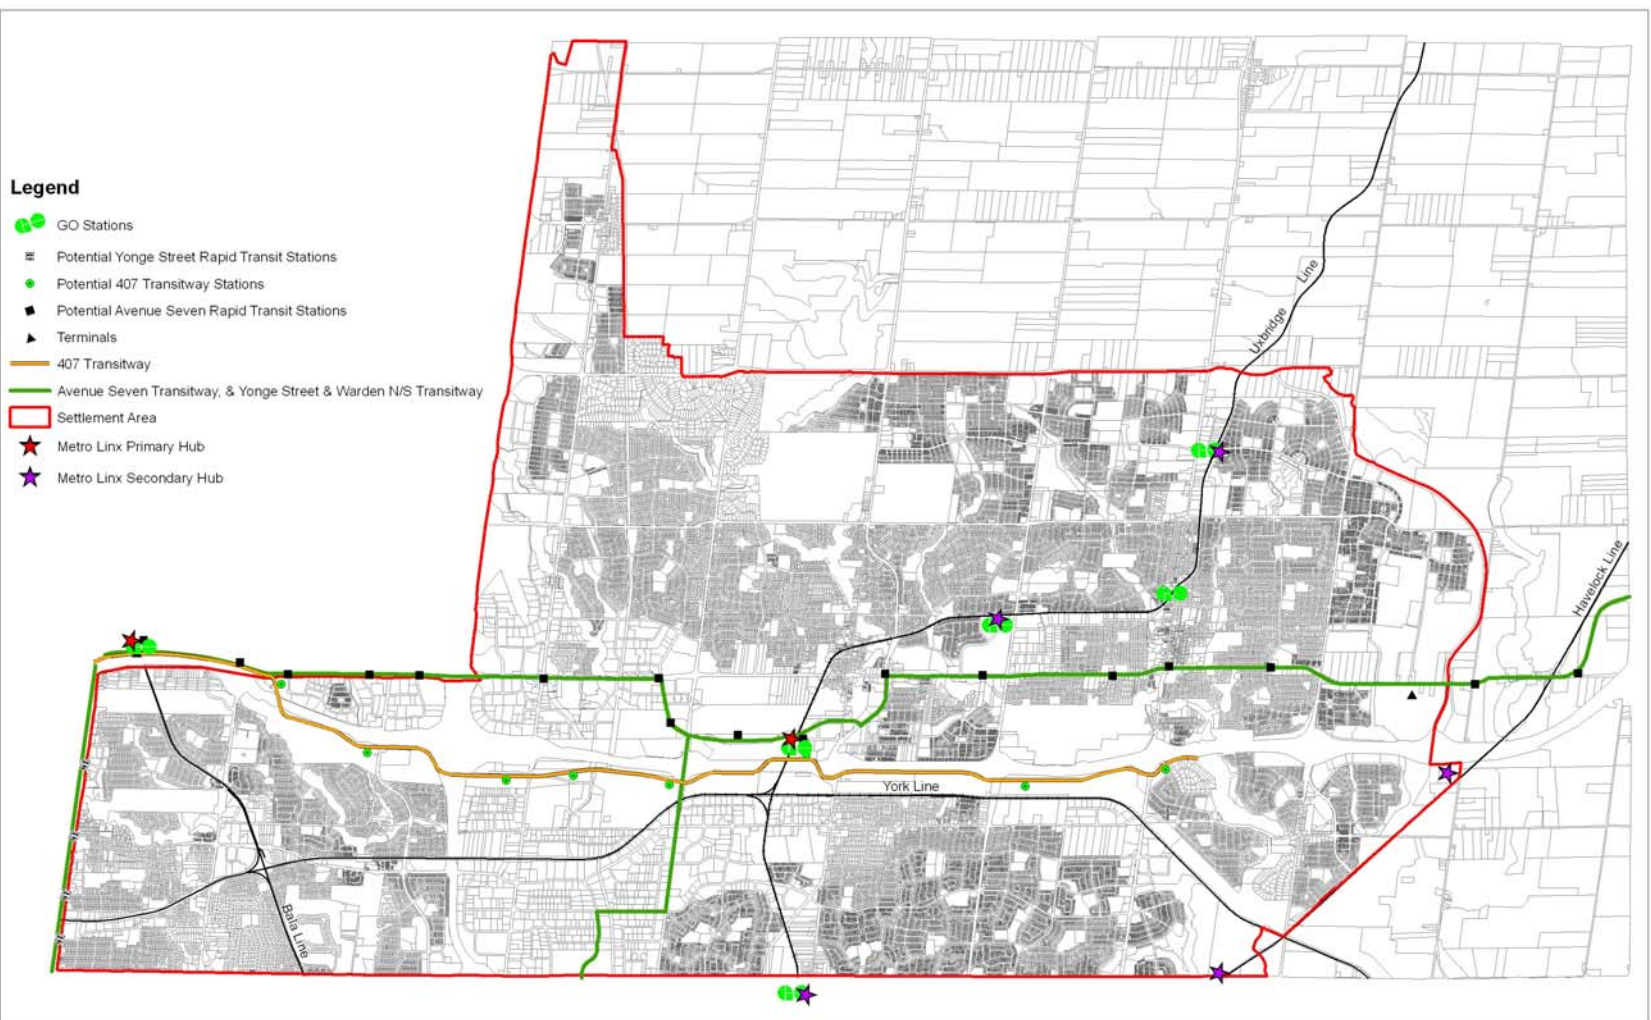 Legend
GO Stations
Potential Yonge Street Rapid Transit Stations
Potential 407 Transitway Stations
Potential Avenue Seven Rapid Transit Stations
Terminals
407 Transitway
Avenue Seven Transitway, & Yonge Street & Warden N/S Transitway
Settlement Area
Metro Linx Primary Hub
Metro Linx Secondary Hub
Uxbridge Line
Havelock Line
York Line
Bala Line